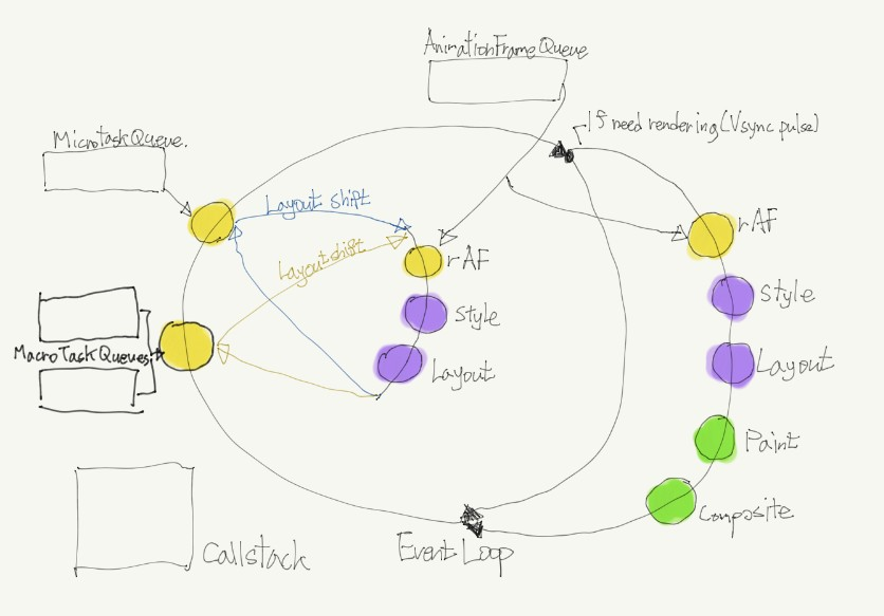 AnimationFrameQueue
If need rendering (Vsync pulse)
MicrotaskQueue.
Layout shift
rAF
Layout shift
rAF
Style
Style
MacroTaskQueues
Layout
Layout
Paint
Composite
Callstack
Event Loop